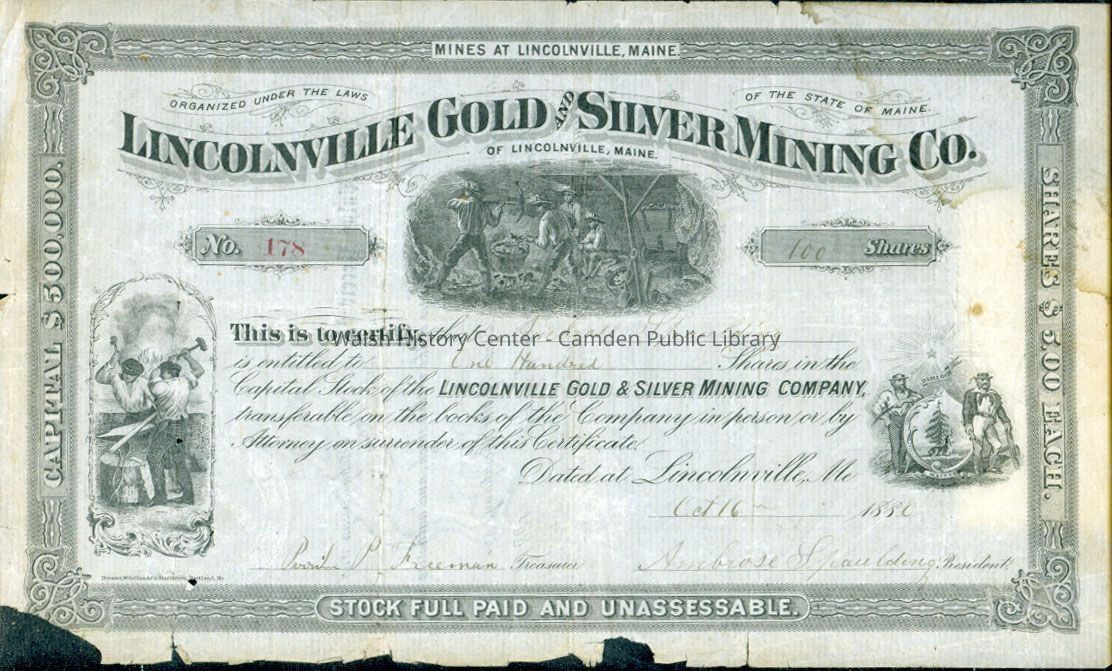 MINES AT LINCOLNVILLE, MAINE.
ORGANIZED UNDER THE LAWS OF THE STATE OF MAINE.
LINCOLNVILLE GOLD AND SILVER MINING CO.
OF LINCOLNVILLE, MAINE.
No. 178
100 Shares
CAPITAL $500,000.
SHARES $5.00 EACH.
This is to certify, that
Walsh History Center - Camden Public Library
is entitled to One Hundred Shares in the
Capital Stock of the LINCOLNVILLE GOLD & SILVER MINING COMPANY,
transferable on the books of the Company in person or by
Attorney on surrender of this Certificate.
Dated at Lincolnville, Me
Oct 16 1880
P. Freeman Treasurer Ambrose Spaulding President.
STOCK FULL PAID AND UNASSESSABLE.